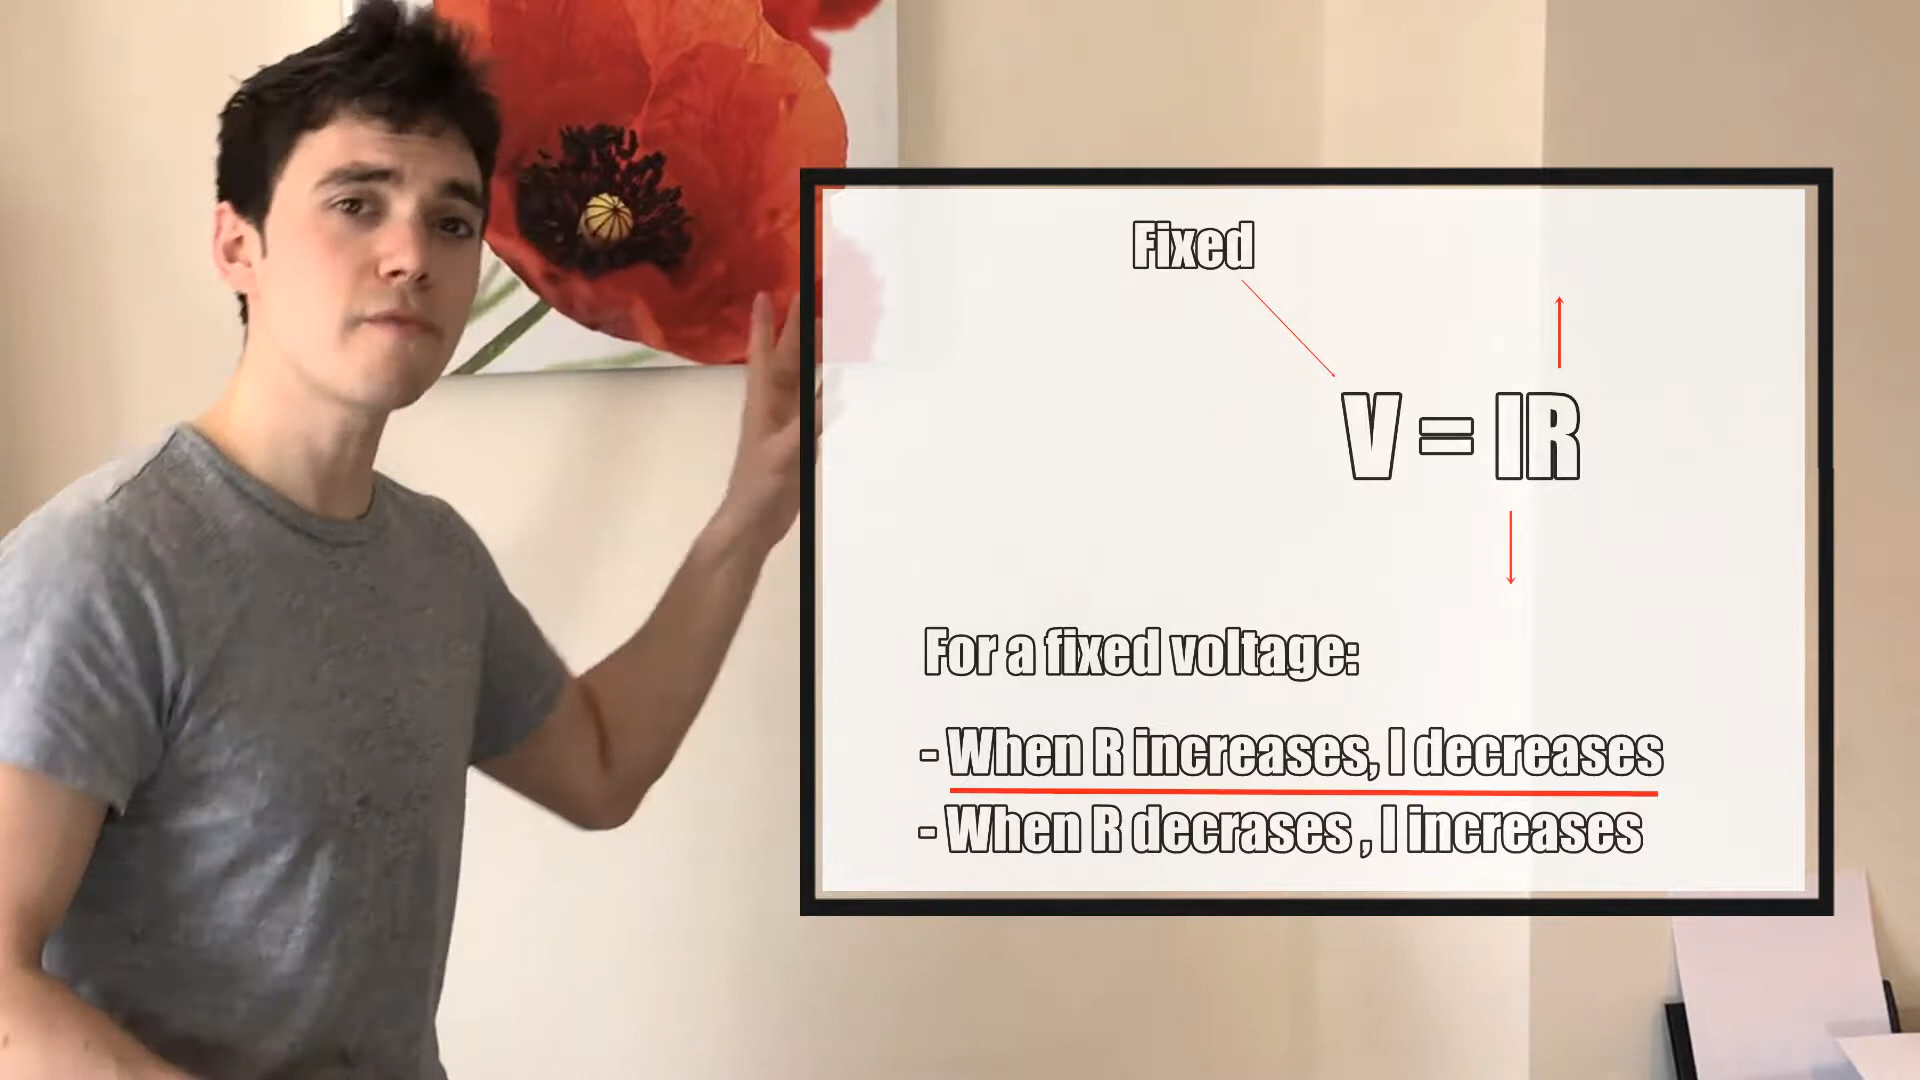 Fixed
V = IR
For a fixed voltage:
- When R increases, I decreases
- When R decrases , I increases